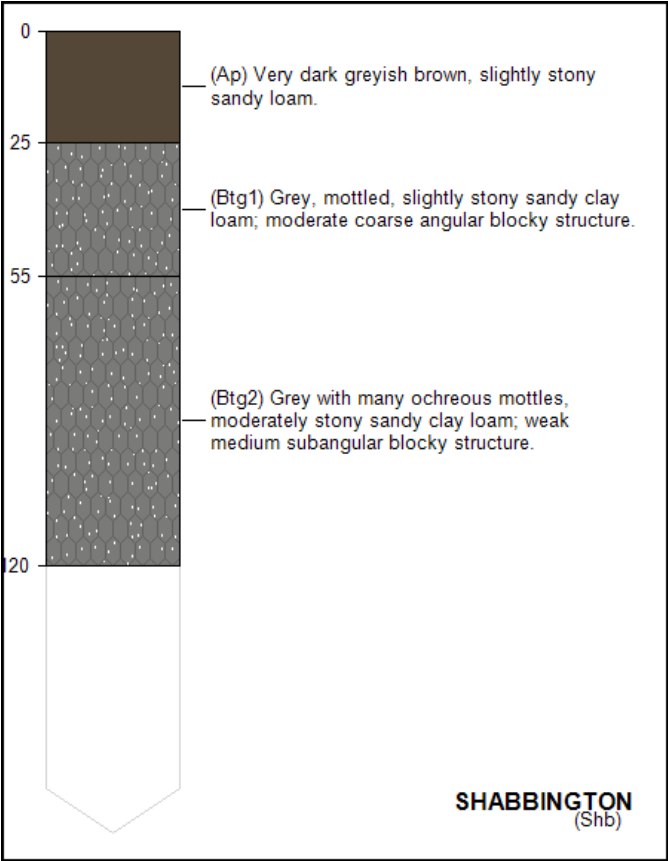 0
(Ap) Very dark greyish brown, slightly stony
sandy loam.
25
(Btg1) Grey, mottled, slightly stony sandy clay
loam; moderate coarse angular blocky structure.
55
(Btg2) Grey with many ochreous mottles,
moderately stony sandy clay loam; weak
medium subangular blocky structure.
120
SHABBINGTON
(Shb)